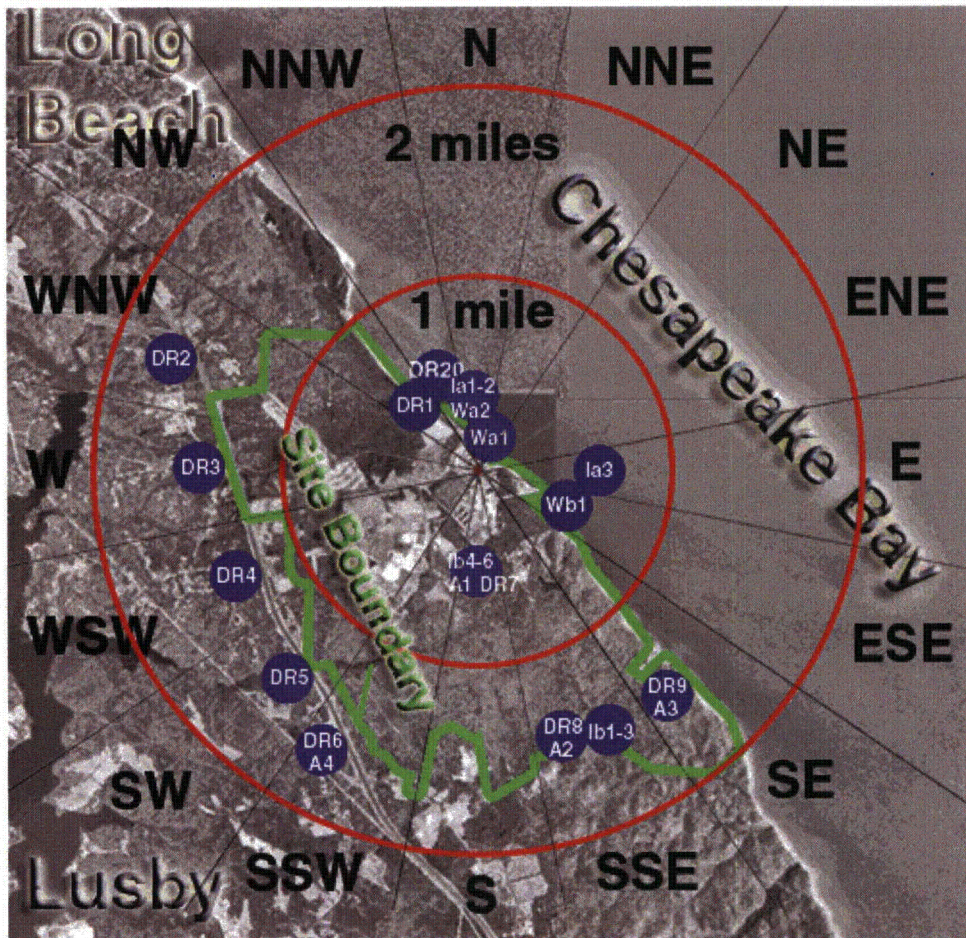 Long
Beach
NNW
N
NNE
NW
2 miles
NE
Chesapeake Bay
WNW
1 mile
ENE
DR2
DR20
DR1
Ia1-2
Wa2
Wa1
W
DR3
Site Boundary
Ia3
E
Wb1
DR4
Ib4-6
A1 DR7
WSW
ESE
DR5
DR9
A3
DR6
A4
DR8
A2
Ib1-3
SW
SE
Lusby
SSW
S
SSE